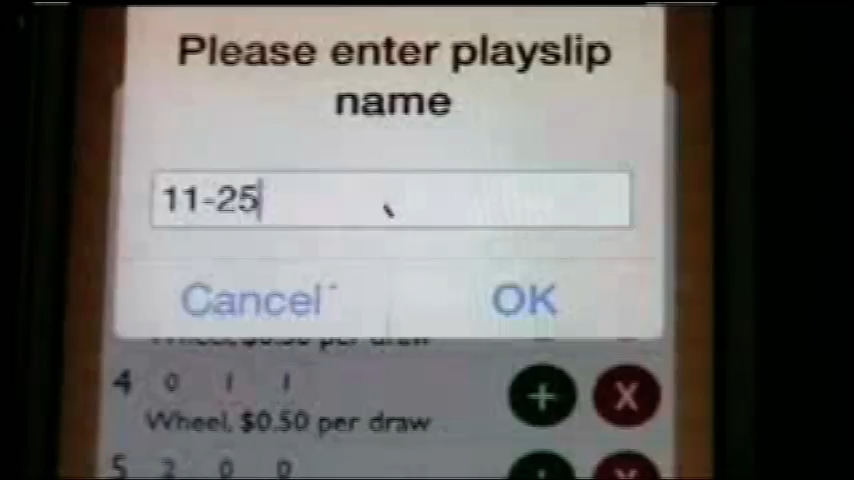 Please enter playslip
name
11-25
Cancel
OK
Wheel, $0.50 per draw
4 0 1 1
+ X
Wheel, $0.50 per draw
5 2 0 0